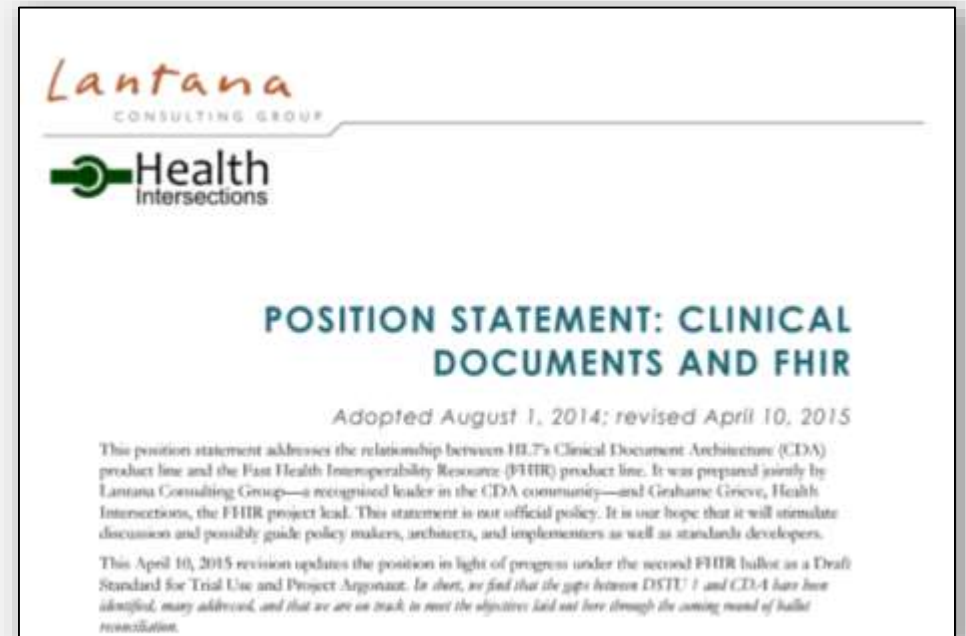 Lantana
CONSULTING GROUP
Health
Intersections
POSITION STATEMENT: CLINICAL
DOCUMENTS AND FHIR
Adopted August 1, 2014; revised April 10, 2015
This position statement addresses the relationship between HL7's Clinical Document Architecture (CDA)
product line and the Fast Health Interoperability Resource (FHIR) product line. It was prepared jointly by
Lantana Consulting Group—a recognised leader in the CDA community—and Grahame Grieve, Health
Intersections, the FHIR project lead. This statement is not official policy. It is our hope that it will stimulate
discussion and possibly guide policy makers, architects, and implementers as well as standards developers.
This April 10, 2015 revision updates the position in light of progress under the second FHIR ballot as a Draft
Standard for Trial Use and Project Argonaut. In short, we find that the gaps between DSTU 1 and CDA have been
identified, many addressed, and that we are on track to meet the objectives laid out here through the coming round of ballot
reconciliation.